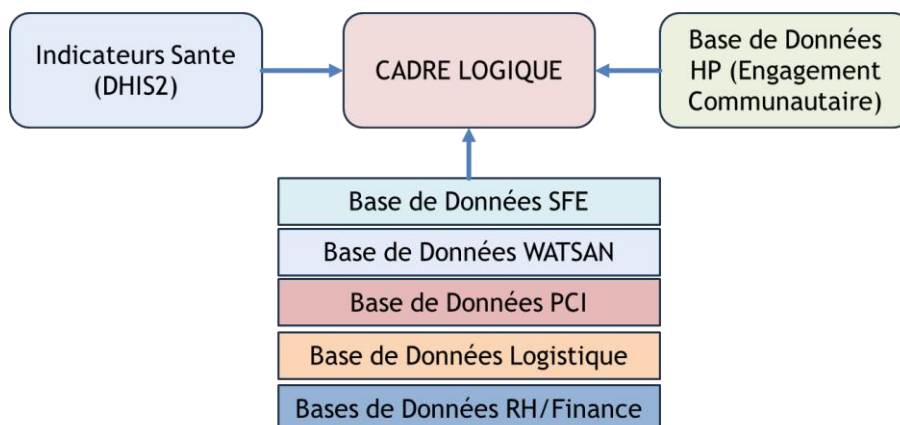 Indicateurs Sante
(DHIS2)
CADRE LOGIQUE
Base de Données
HP (Engagement
Communautaire)
Base de Données SFE
Base de Données WATSAN
Base de Données PCI
Base de Données Logistique
Bases de Données RH/Finance